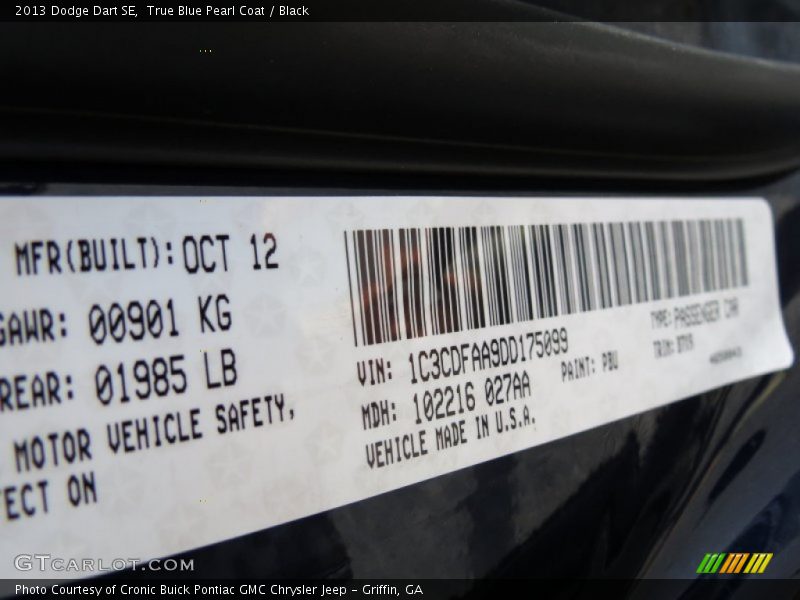 2013 Dodge Dart SE, True Blue Pearl Coat / Black
MFR(BUILT): OCT 12
GAWR: 00901 KG
REAR: 01985 LB
MOTOR VEHICLE SAFETY,
ECT ON
VIN: 1C3CDFAA9DD175099
MDH: 102216 027AA
VEHICLE MADE IN U.S.A.
PAINT: PBU
TYPE: PASSENGER CAR
TRIM:
GTCARLOT.COM
Photo Courtesy of Cronic Buick Pontiac GMC Chrysler Jeep - Griffin, GA